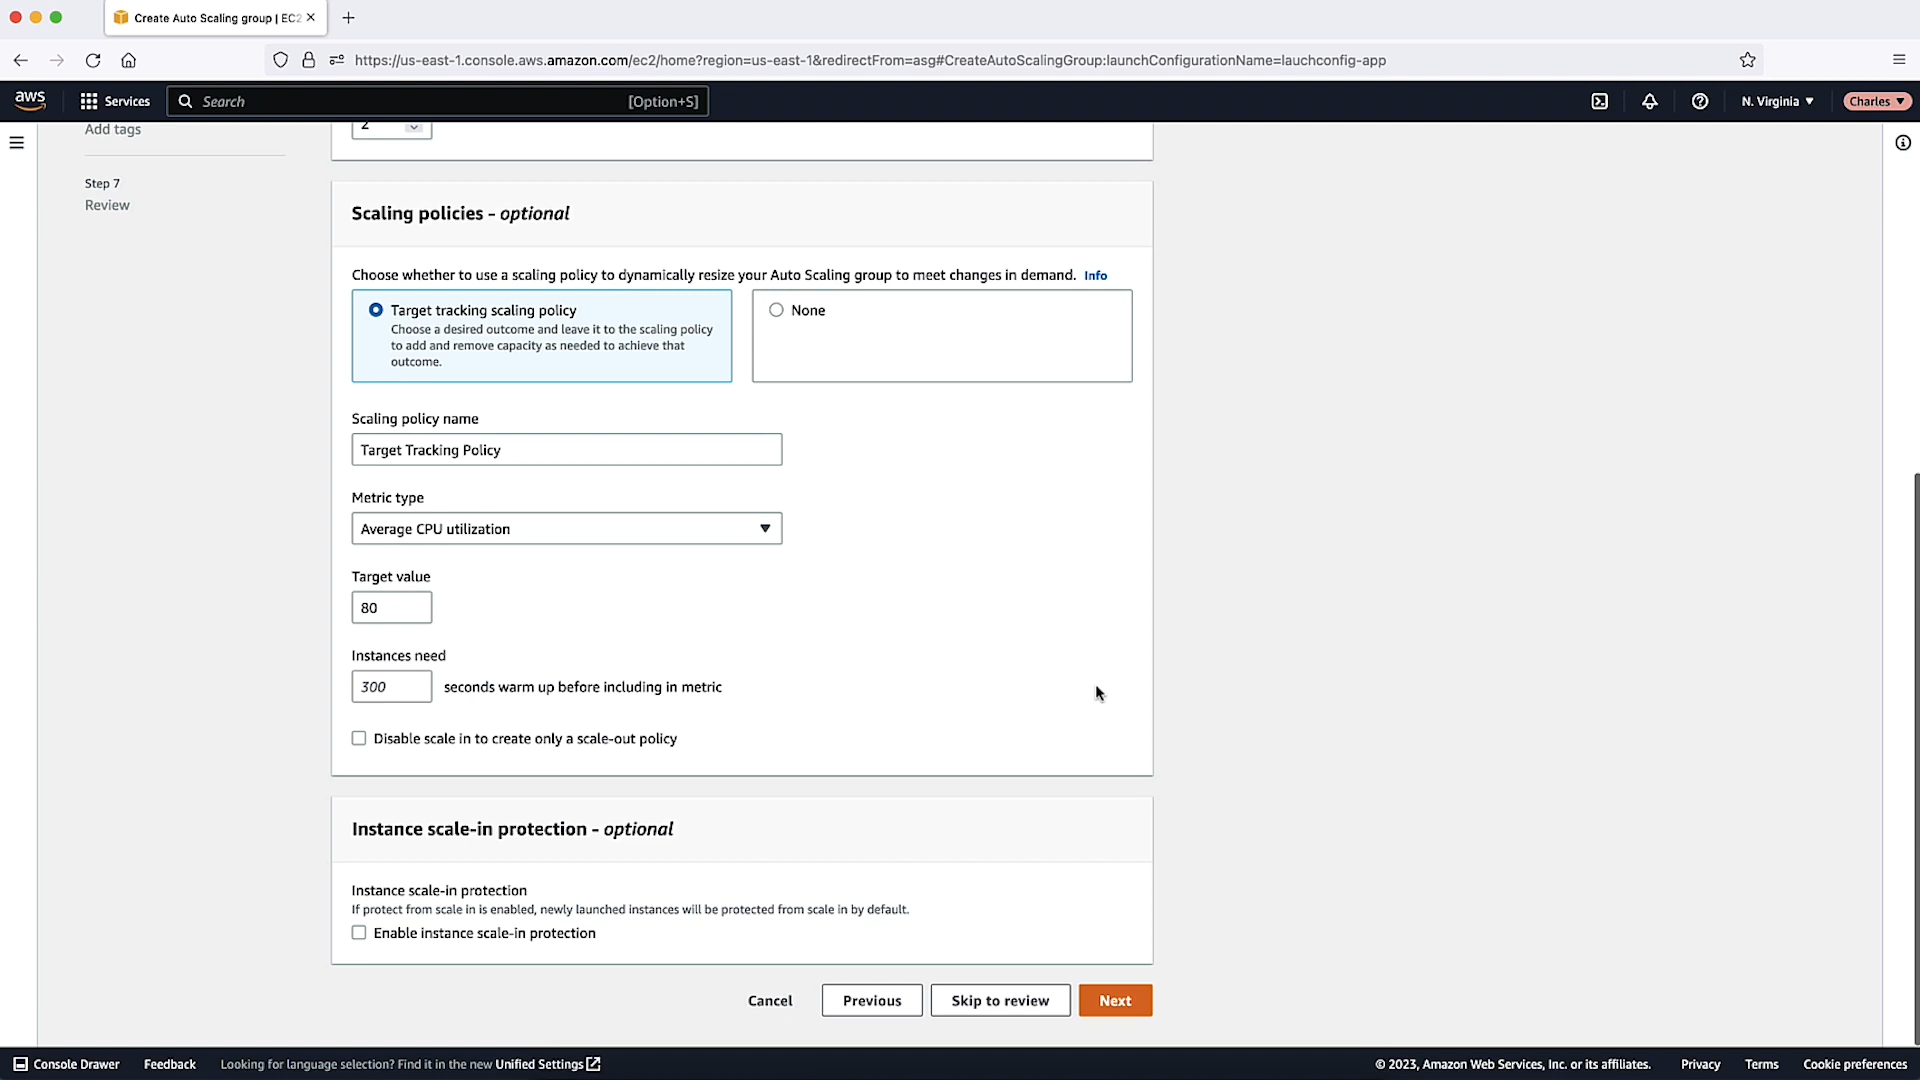 Create Auto Scaling group | EC2
https://us-east-1.console.aws.amazon.com/ec2/home?region=us-east-1&redirectFrom=asg#CreateAutoScalingGroup:launchConfigurationName=lauchconfig-app
aws
Services
Search
[Option+S]
N. Virginia
Charles
Add tags
2
Step 7
Review
Scaling policies - optional
Choose whether to use a scaling policy to dynamically resize your Auto Scaling group to meet changes in demand. Info
Target tracking scaling policy
Choose a desired outcome and leave it to the scaling policy
to add and remove capacity as needed to achieve that
outcome.
None
Scaling policy name
Target Tracking Policy
Metric type
Average CPU utilization
Target value
80
Instances need
300 seconds warm up before including in metric
Disable scale in to create only a scale-out policy
Instance scale-in protection - optional
Instance scale-in protection
If protect from scale in is enabled, newly launched instances will be protected from scale in by default.
Enable instance scale-in protection
Cancel
Previous
Skip to review
Next
Console Drawer
Feedback
Looking for language selection? Find it in the new Unified Settings
© 2023, Amazon Web Services, Inc. or its affiliates.
Privacy
Terms
Cookie preferences